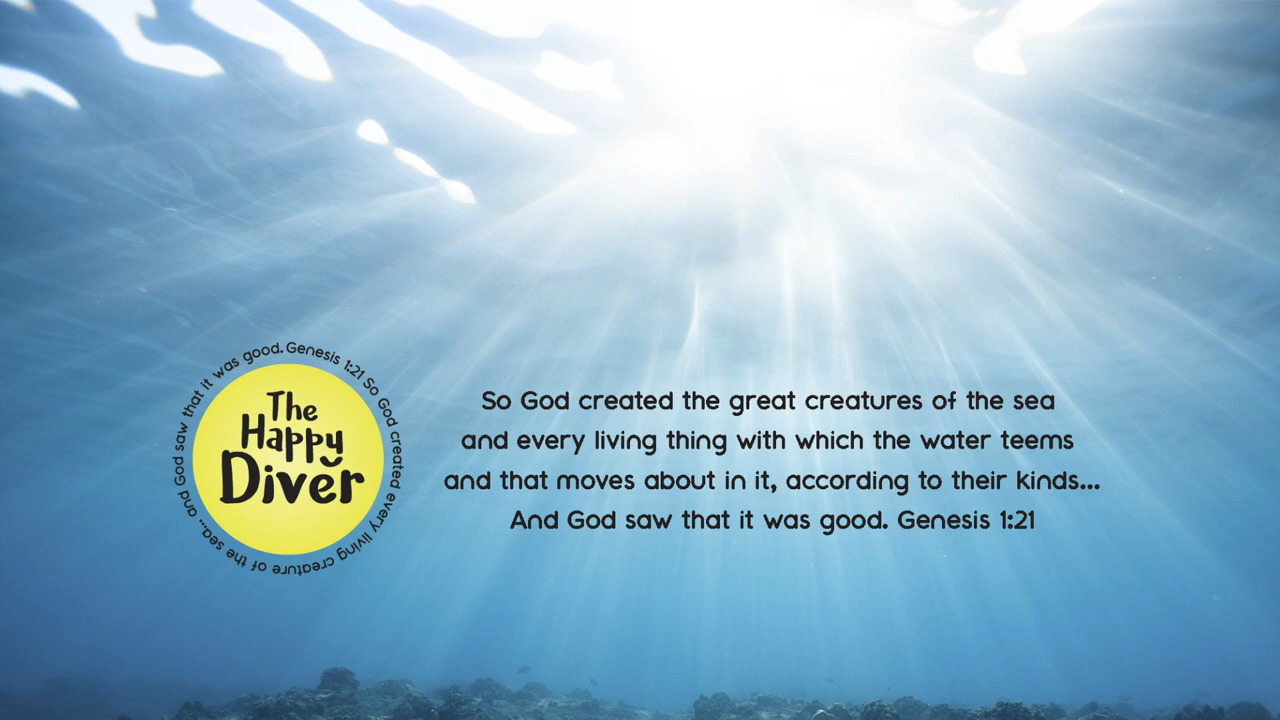 Genesis 1:21 So God created every living creature of the sea... and God saw that it was good.
The
Happy
Diver
So God created the great creatures of the sea
and every living thing with which the water teems
and that moves about in it, according to their kinds...
And God saw that it was good. Genesis 1:21